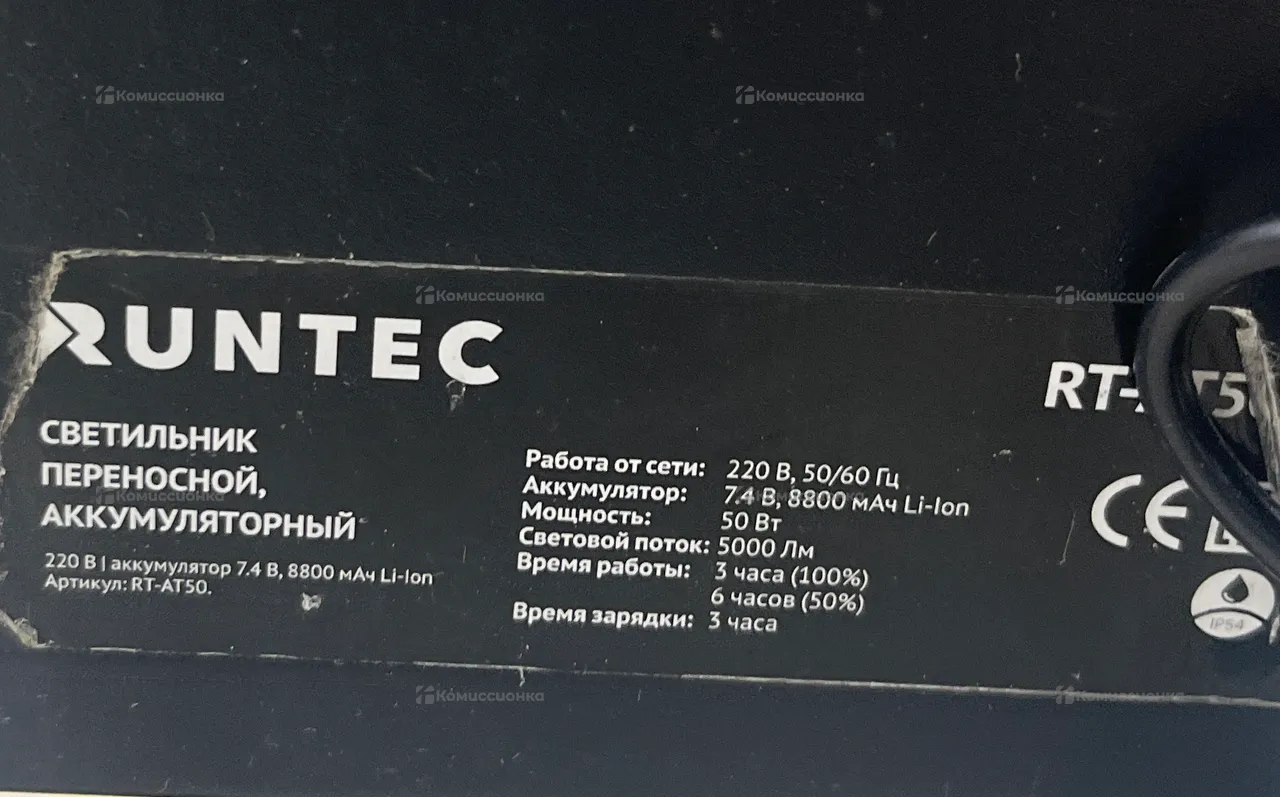 Комиссионка
Комиссионка
RUNTEC
Комиссионка
Комиссионка
СВЕТИЛЬНИК
ПЕРЕНОСНОЙ,
АККУМУЛЯТОРНЫЙ
220 В | аккумулятор 7.4 В, 8800 мАч Li-Ion
Артикул: RT-AT50.
Комиссионка
Работа от сети: 220 В, 50/60 Гц
Аккумулятор: 7.4 В, 8800 мАч Li-Ion
Мощность: 50 Вт
Световой поток: 5000 Лм
Время работы: 3 часа (100%)
6 часов (50%)
Время зарядки: 3 часа
CE
IP54
Комиссионка
Комиссионка